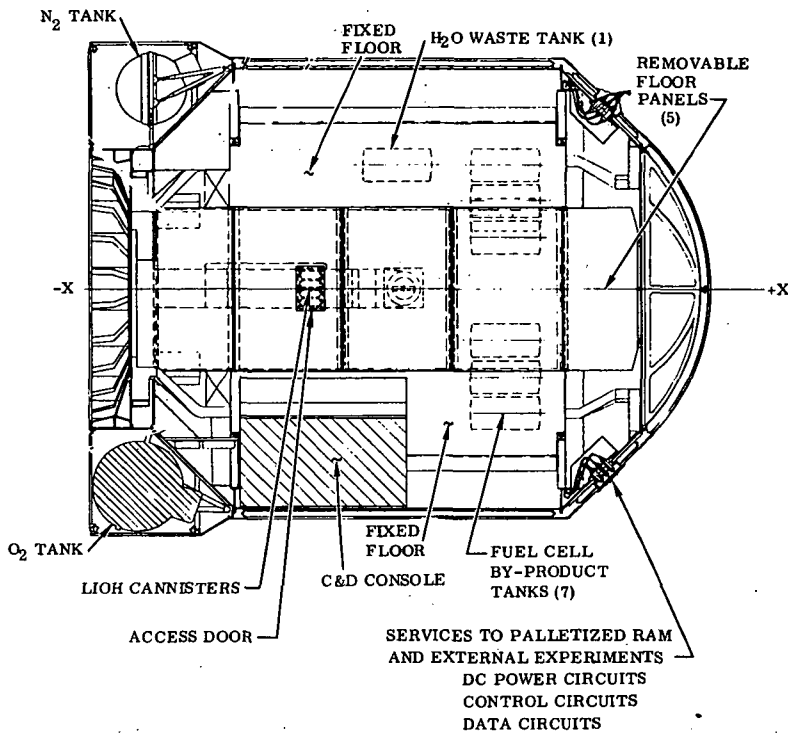 N2 TANK
FIXED
FLOOR
H2O WASTE TANK (1)
REMOVABLE
FLOOR
PANELS
(5)
-X
+X
O2 TANK
LIOH CANNISTERS
ACCESS DOOR
C&D CONSOLE
FIXED
FLOOR
FUEL CELL
BY-PRODUCT
TANKS (7)
SERVICES TO PALLETIZED RAM
AND EXTERNAL EXPERIMENTS
DC POWER CIRCUITS
CONTROL CIRCUITS
DATA CIRCUITS